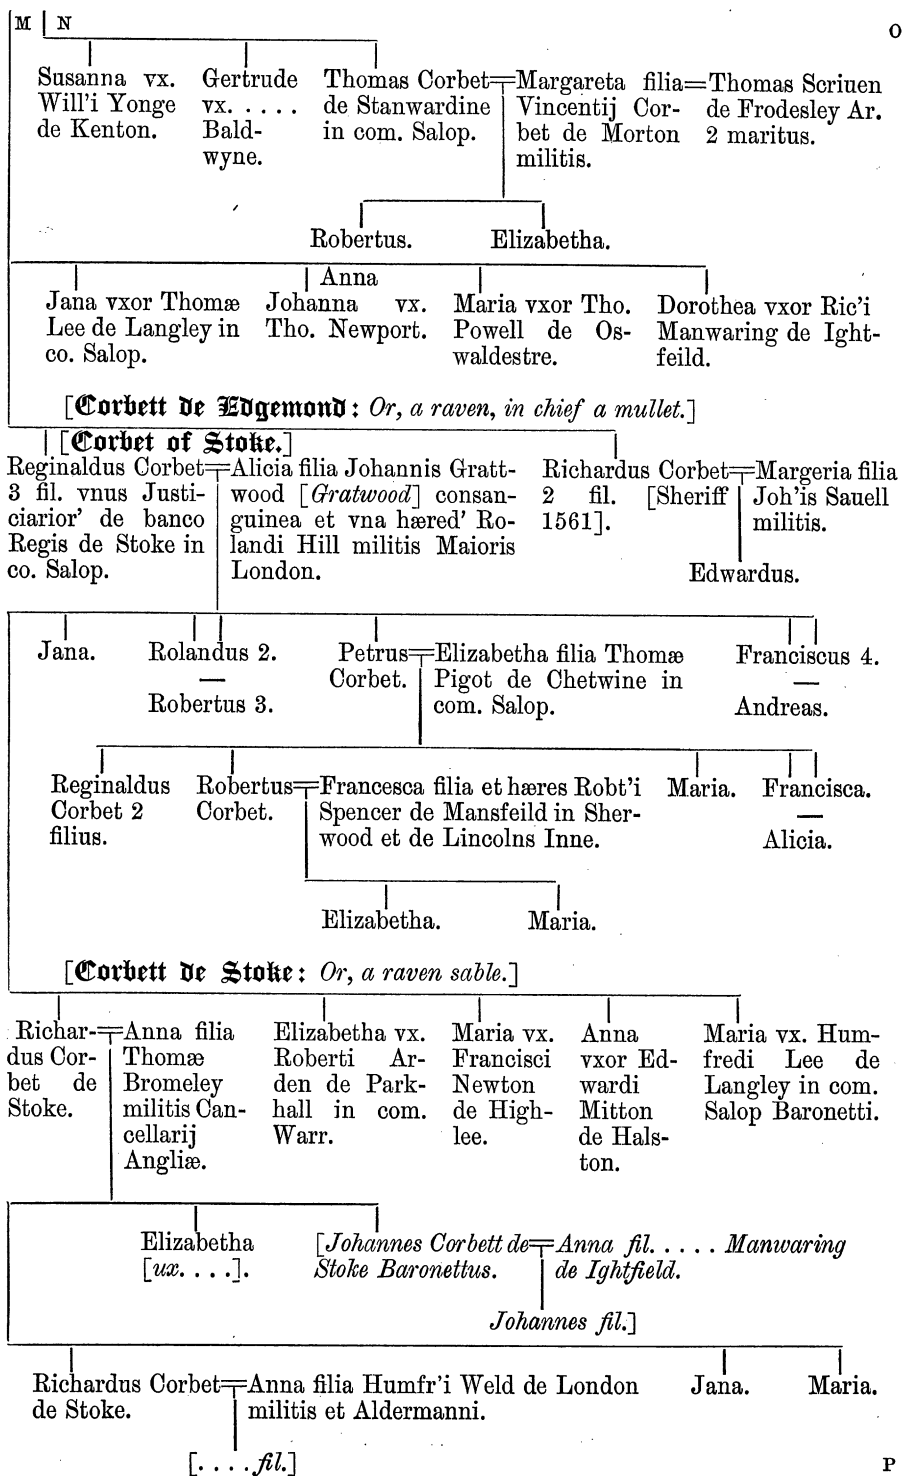 M N
O
Susanna vx.
Will'i Yonge
de Kenton.
Gertrude
vx. . . . .
Bald-
wyne.
Thomas Corbet
de Stanwardine
in com. Salop.
Margareta filia
Vincentij Cor-
bet de Morton
militis.
Thomas Scriuen
de Frodesley Ar.
2 maritus.
Robertus.
Elizabetha.
Jana vxor Thomæ
Lee de Langley in
co. Salop.
Anna
Johanna vx.
Tho. Newport.
Maria vxor Tho.
Powell de Os-
waldestre.
Dorothea vxor Ric'i
Manwaring de Ight-
feild.
[Corbett de Edgemond: Or, a raven, in chief a mullet.]
[Corbet of Stoke.]
Reginaldus Corbet
3 fil. vnus Justi-
ciarior' de banco
Regis de Stoke in
co. Salop.
Alicia filia Johannis Gratt-
wood [Gratwood] consan-
guinea et vna hæred' Ro-
landi Hill militis Maioris
London.
Richardus Corbet
2 fil. [Sheriff
1561].
Margeria filia
Joh'is Sauell
militis.
Edwardus.
Jana.
Rolandus 2.
—
Robertus 3.
Petrus
Corbet.
Elizabetha filia Thomæ
Pigot de Chetwine in
com. Salop.
Franciscus 4.
—
Andreas.
Reginaldus
Corbet 2
filius.
Robertus
Corbet.
Francesca filia et hæres Robt'i
Spencer de Mansfeild in Sher-
wood et de Lincolns Inne.
Maria.
Francisca.
—
Alicia.
Elizabetha.
Maria.
[Corbett de Stoke: Or, a raven sable.]
Richar-
dus Cor-
bet de
Stoke.
Anna filia
Thomæ
Bromeley
militis Can-
cellarij
Angliæ.
Elizabetha vx.
Roberti Ar-
den de Park-
hall in com.
Warr.
Maria vx.
Francisci
Newton
de High-
lee.
Anna
vxor Ed-
wardi
Mitton
de Hals-
ton.
Maria vx. Hum-
fredi Lee de
Langley in com.
Salop Baronetti.
Elizabetha
[ux. . . .].
[Johannes Corbett de
Stoke Baronettus.
Anna fil. . . . . Manwaring
de Ightfield.
Johannes fil.]
Richardus Corbet
de Stoke.
Anna filia Humfr'i Weld de London
militis et Aldermanni.
Jana.
Maria.
[. . . . fil.]
P